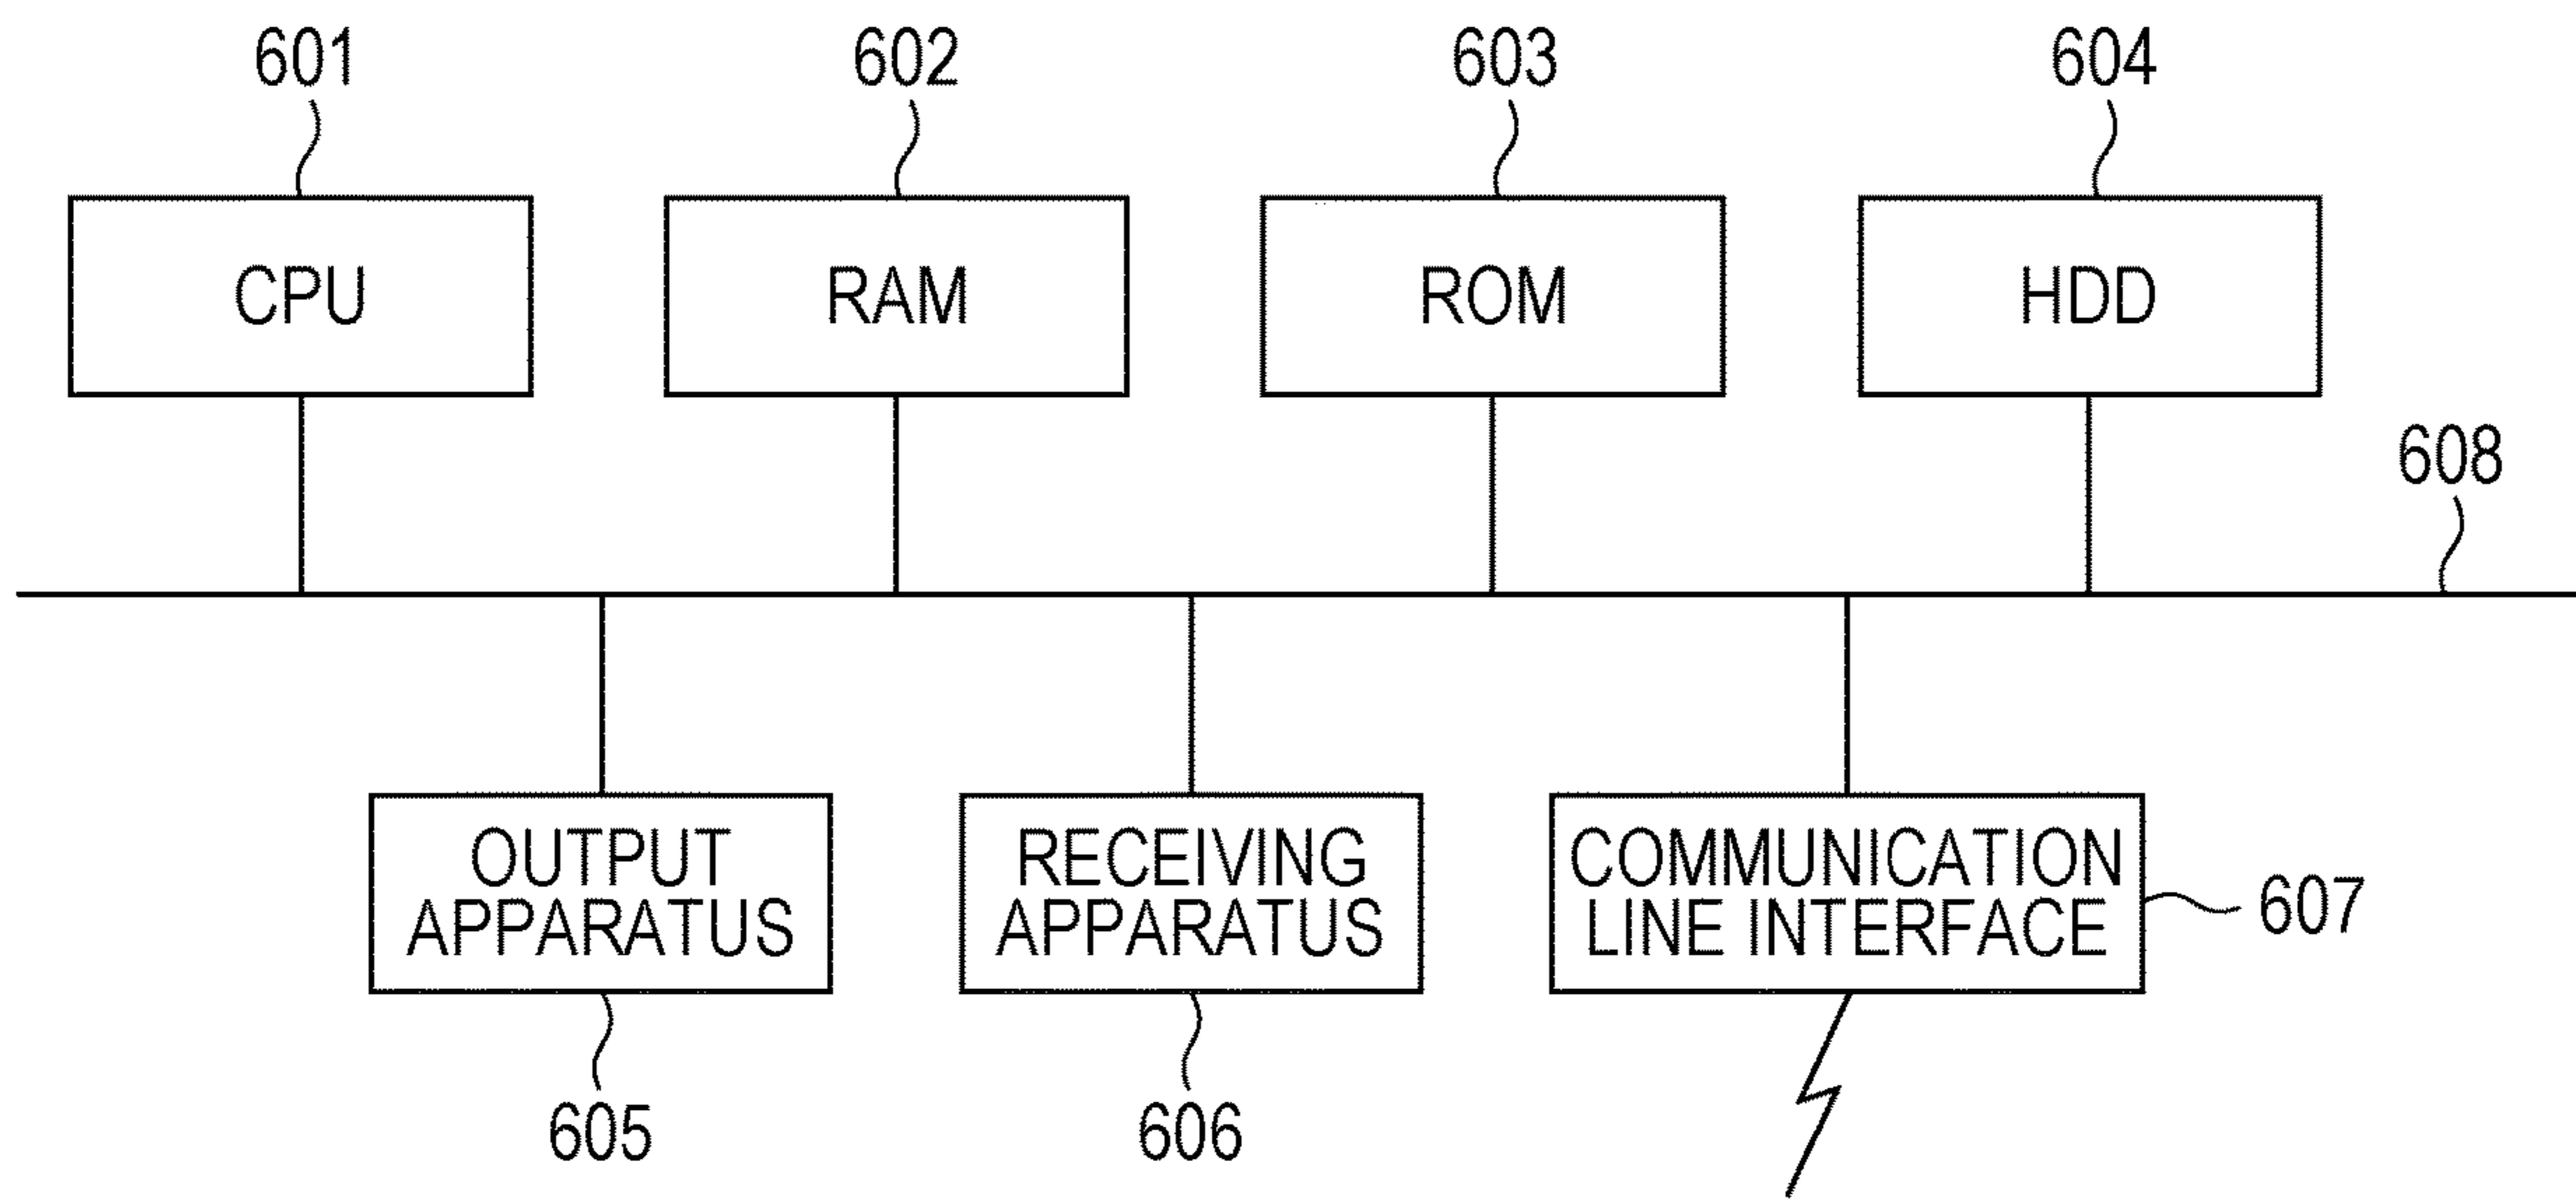 601
602
603
604
CPU
RAM
ROM
HDD
608
OUTPUT
APPARATUS
RECEIVING
APPARATUS
COMMUNICATION
LINE INTERFACE
607
605
606